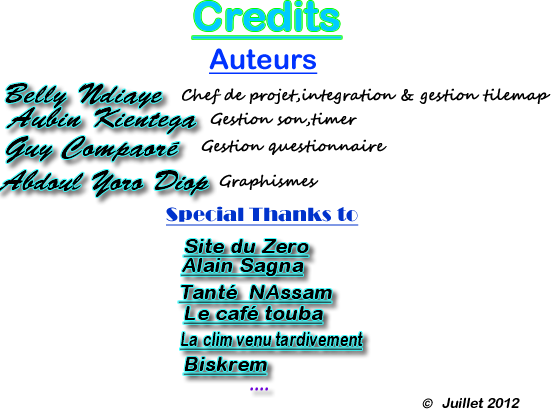 Credits
Auteurs
Belly Ndiaye Chef de projet,integration & gestion tilemap
Aubin Kientega Gestion son,timer
Guy Compaoré Gestion questionnaire
Abdoul Yoro Diop Graphismes
Special Thanks to
Site du Zero
Alain Sagna
Tanté NAssam
Le café touba
La clim venu tardivement
Biskrem
....
© Juillet 2012